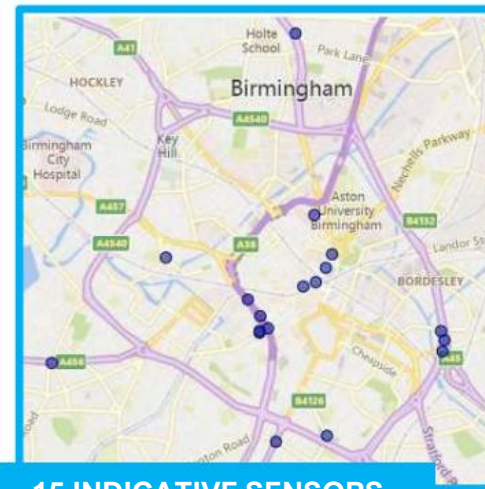 Holte
School
Park Lane
A41
HOCKLEY
Birmingham
A4540
Lodge Road
Nechells Parkway
Key
Hill
Birmingham
City
Hospital
Aston
University
Birmingham
A457
B4132
A4540
A38
Landor St
BORDESLEY
Cheapside
A456
A45
B4126
Stratford
15 INDICATIVE SENSORS